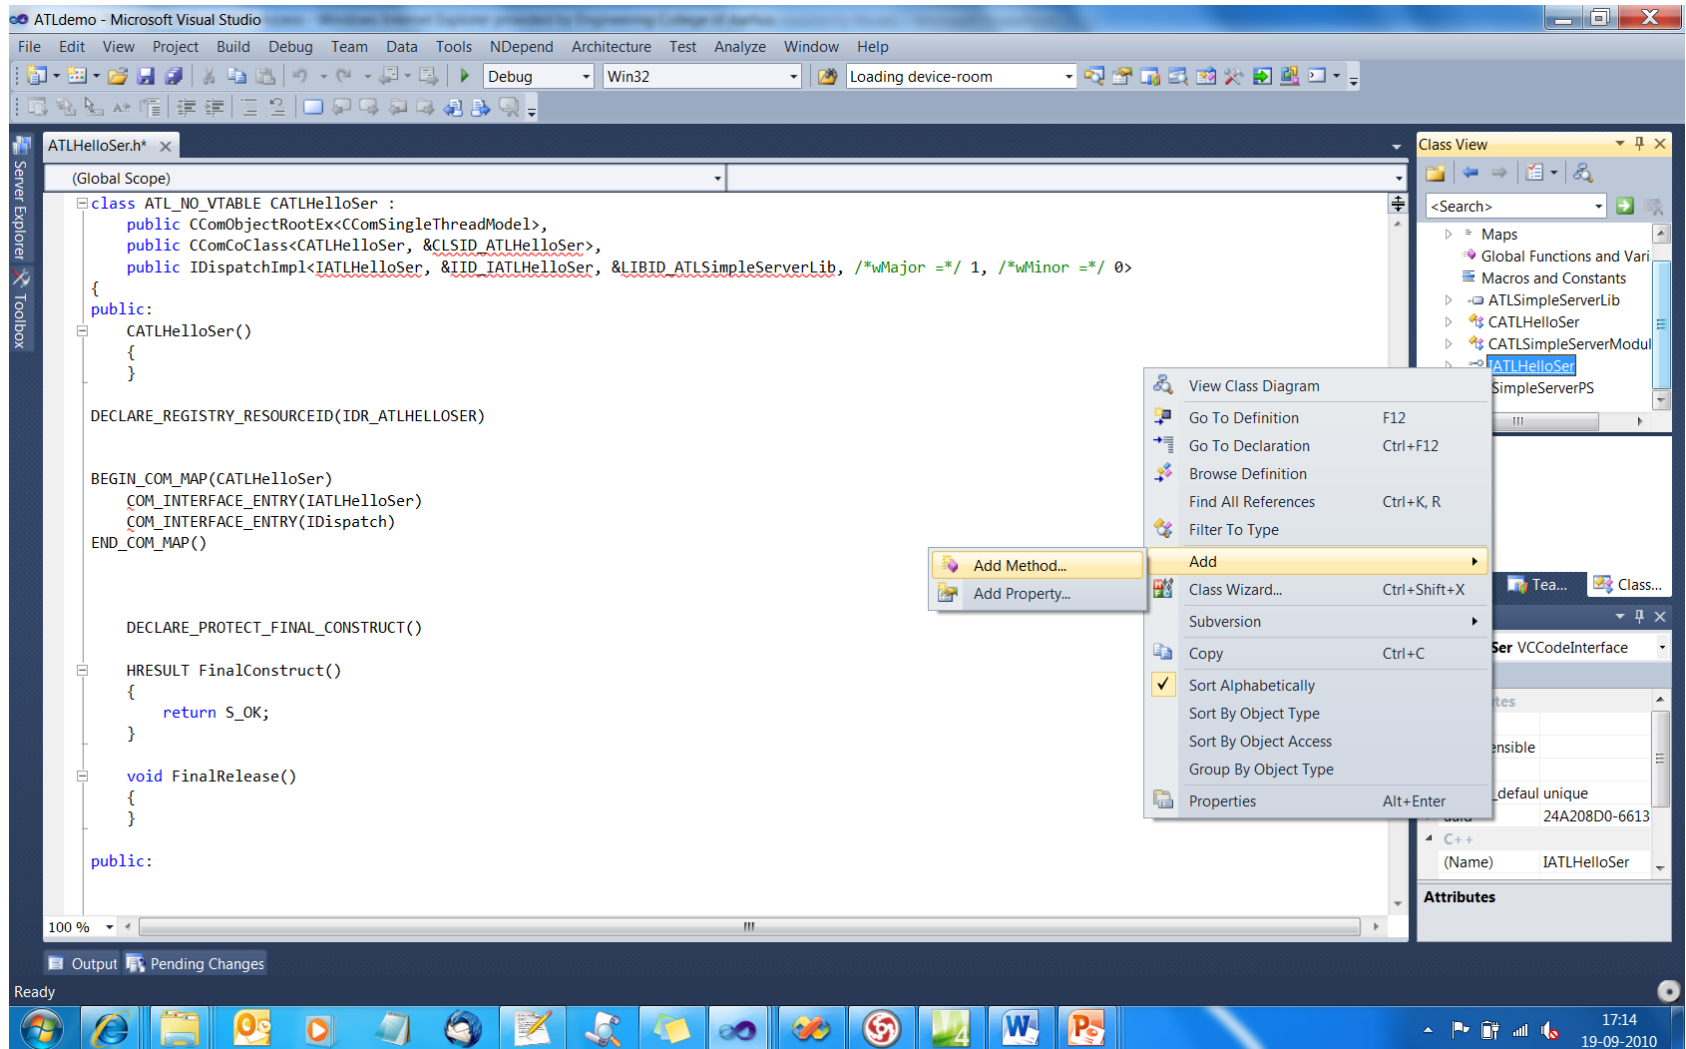 ATLdemo - Microsoft Visual Studio
File Edit View Project Build Debug Team Data Tools NDepend Architecture Test Analyze Window Help
Debug Win32 Loading device-room
ATLHelloSer.h*
(Global Scope)
Server Explorer
Toolbox
class ATL_NO_VTABLE CATLHelloSer :
public CComObjectRootEx<CComSingleThreadModel>,
public CComCoClass<CATLHelloSer, &CLSID_ATLHelloSer>,
public IDispatchImpl<IATLHelloSer, &IID_IATLHelloSer, &LIBID_ATLSimpleServerLib, /*wMajor =*/ 1, /*wMinor =*/ 0>
{
public:
CATLHelloSer()
{
}
DECLARE_REGISTRY_RESOURCEID(IDR_ATLHELLOSER)
BEGIN_COM_MAP(CATLHelloSer)
COM_INTERFACE_ENTRY(IATLHelloSer)
COM_INTERFACE_ENTRY(IDispatch)
END_COM_MAP()
DECLARE_PROTECT_FINAL_CONSTRUCT()
HRESULT FinalConstruct()
{
return S_OK;
}
void FinalRelease()
{
}
public:
100 %
Add Method...
Add Property...
View Class Diagram
Go To Definition F12
Go To Declaration Ctrl+F12
Browse Definition
Find All References Ctrl+K, R
Filter To Type
Add
Class Wizard... Ctrl+Shift+X
Subversion
Copy Ctrl+C
Sort Alphabetically
Sort By Object Type
Sort By Object Access
Group By Object Type
Properties Alt+Enter
Class View
<Search>
Maps
Global Functions and Vari
Macros and Constants
ATLSimpleServerLib
CATLHelloSer
CATLSimpleServerModul
IATLHelloSer
SimpleServerPS
Tea... Class...
Ser VCCodeInterface
tes
ensible
_defaul unique
uuid 24A208D0-6613
C++
(Name) IATLHelloSer
Attributes
Output Pending Changes
Ready
17:14
19-09-2010